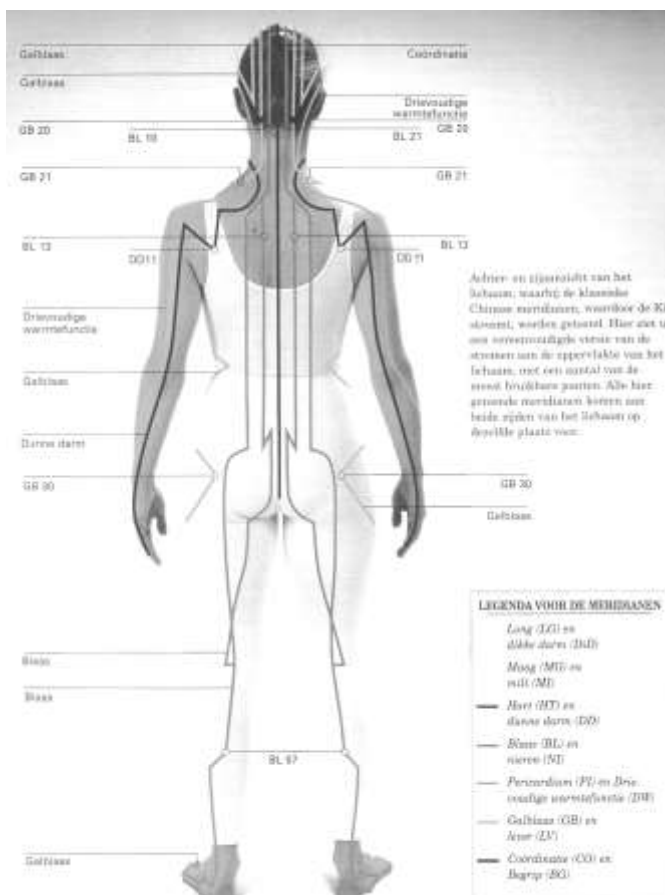 Galblaas
Coördinatie
Galblaas
Drievoudige
warmtefunctie
GB 20
GB 20
BL 10
BL 21
GB 21
GB 21
BL 13
BL 13
DD11
DD11
Achter- en zijaanzicht van het
lichaam, waarbij de klassieke
Chinese meridianen, waardoor de Ki
stroomt, worden getoond. Hier ziet u
een vereenvoudigde versie van de
stromen aan de oppervlakte van het
lichaam, met een aantal van de
meest bruikbare punten. Alle hier
getoonde meridianen komen aan
beide zijden van het lichaam op
dezelfde plaats voor.
Drievoudige
warmtefunctie
Galblaas
Dunne darm
GB 30
GB 30
Galblaas
LEGENDA VOOR DE MERIDIANEN
Long (LG) en
dikke darm (DiD)
Maag (MG) en
milt (MI)
Hart (HT) en
dunne darm (DD)
Blaas (BL) en
nieren (NI)
Pericardium (PI) en Drie
voudige warmtefunctie (DW)
Galblaas (GB) en
lever (LV)
Coördinatie (CO) en
Begrip (BG)
Blaas
Blaas
BL 57
Galblaas